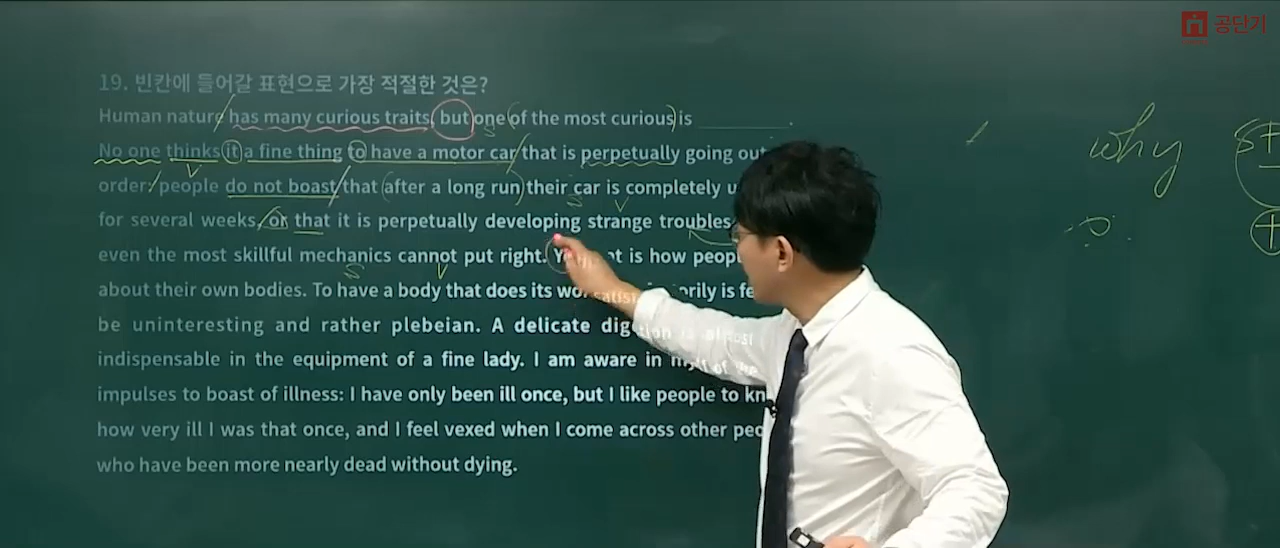 공단기
19. 빈칸에 들어갈 표현으로 가장 적절한 것은?
Human nature has many curious traits, but one of the most curious is __________.
No one thinks it a fine thing to have a motor car that is perpetually going out
order; people do not boast that after a long run their car is completely
for several weeks, or that it is perpetually developing strange troubles
even the most skillful mechanics cannot put right. is how
about their own bodies. To have a body that does its is
be uninteresting and rather plebeian. A delicate is
indispensable in the equipment of a fine lady. I am aware in of the
impulses to boast of illness: I have only been ill once, but I like people to
how very ill I was that once, and I feel vexed when I come across other
who have been more nearly dead without dying.
why
S
V
S
V
S
V